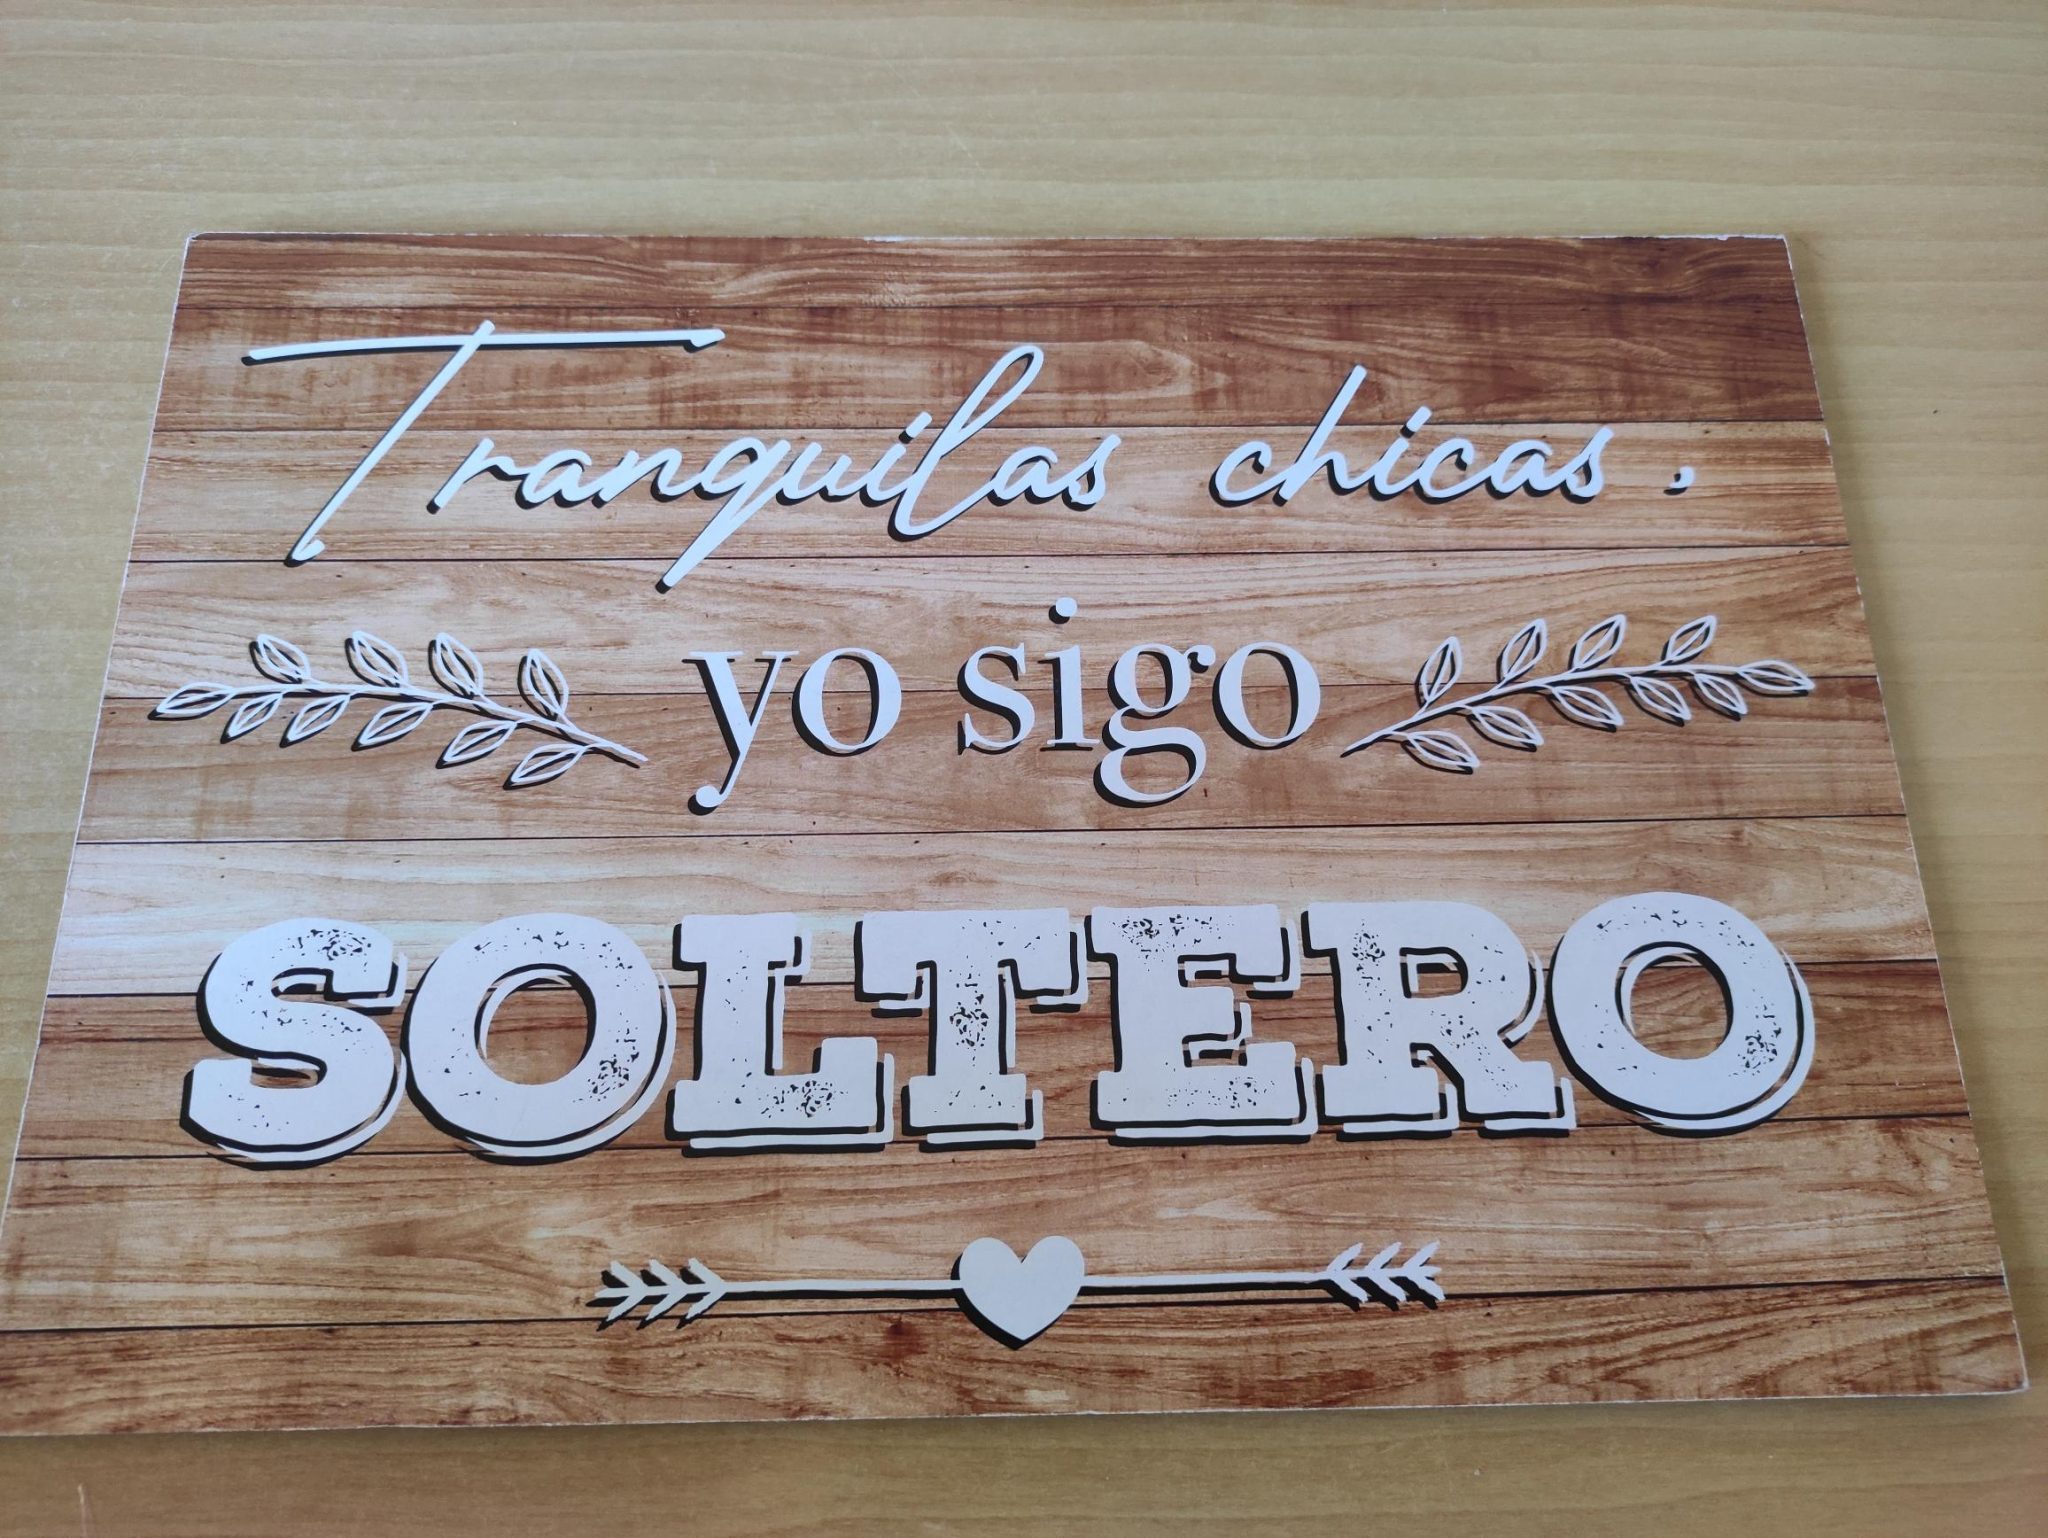 Tranquilas chicas,
yo sigo
SOLTERO